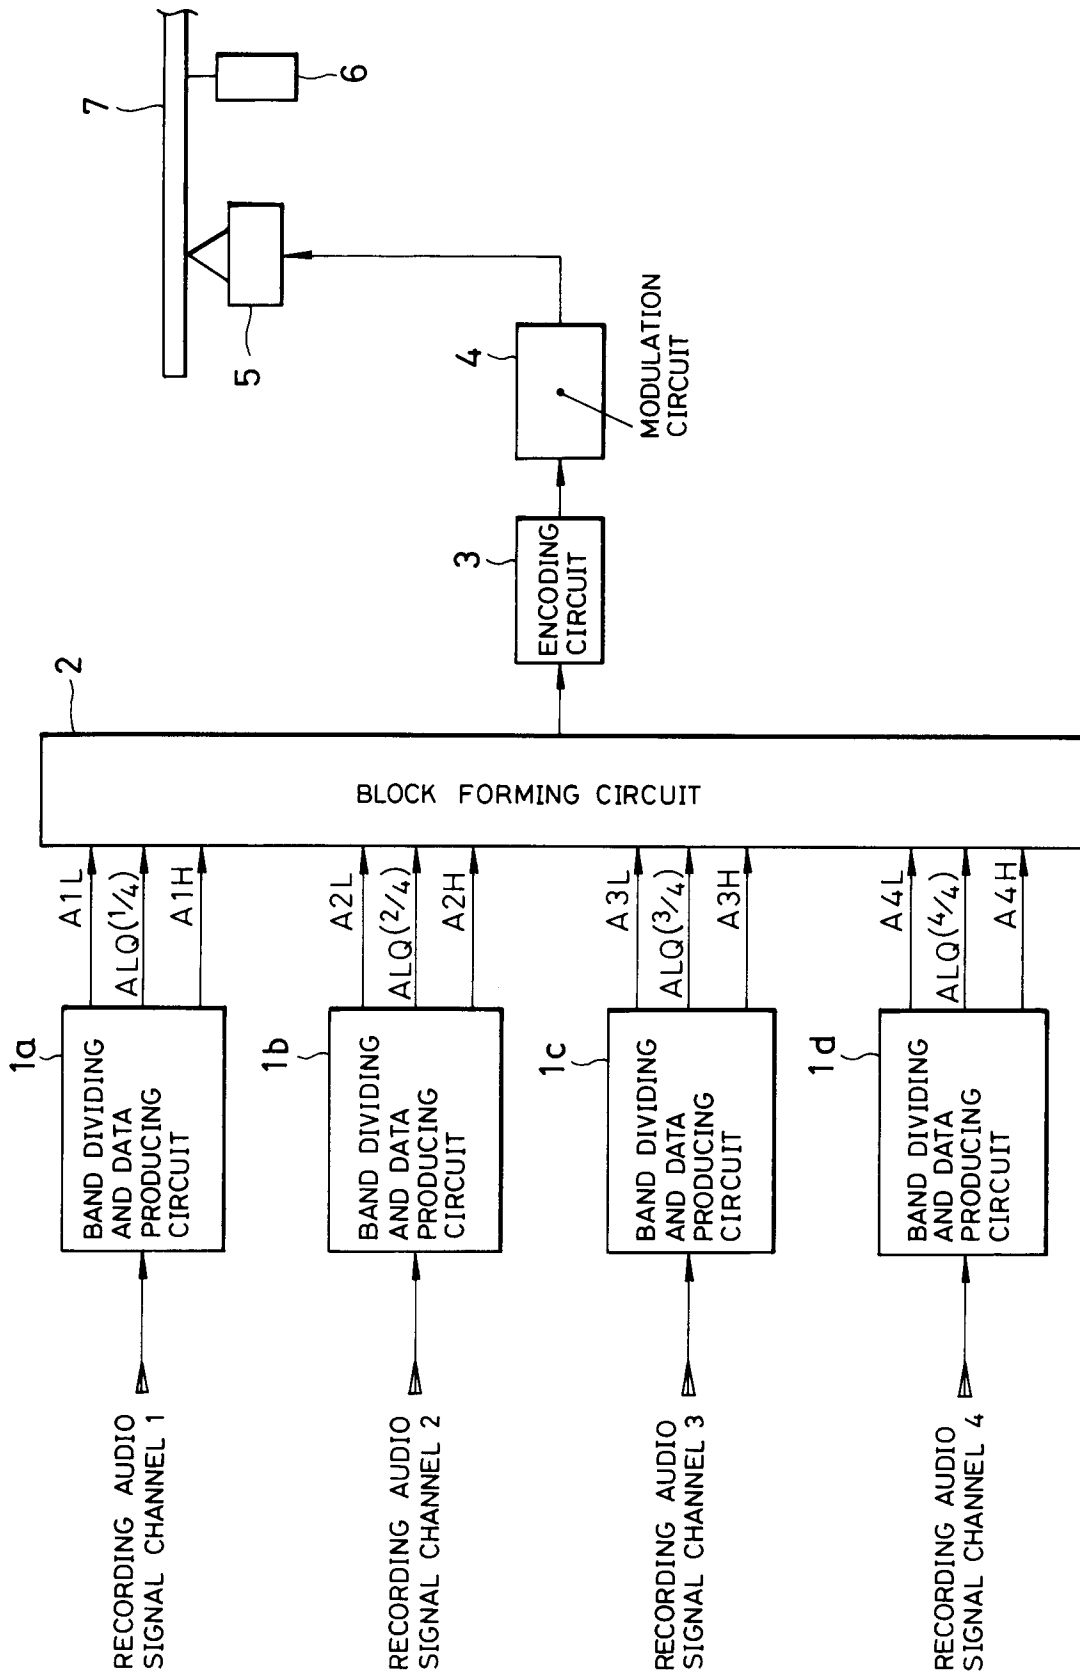 RECORDING AUDIO
SIGNAL CHANNEL 1
1a
BAND DIVIDING
AND DATA
PRODUCING
CIRCUIT
A1L
ALQ(1/4)
A1H
RECORDING AUDIO
SIGNAL CHANNEL 2
1b
BAND DIVIDING
AND DATA
PRODUCING
CIRCUIT
A2L
ALQ(2/4)
A2H
RECORDING AUDIO
SIGNAL CHANNEL 3
1c
BAND DIVIDING
AND DATA
PRODUCING
CIRCUIT
A3L
ALQ(3/4)
A3H
RECORDING AUDIO
SIGNAL CHANNEL 4
1d
BAND DIVIDING
AND DATA
PRODUCING
CIRCUIT
A4L
ALQ(4/4)
A4H
2
BLOCK FORMING CIRCUIT
3
ENCODING
CIRCUIT
4
MODULATION
CIRCUIT
5
7
6